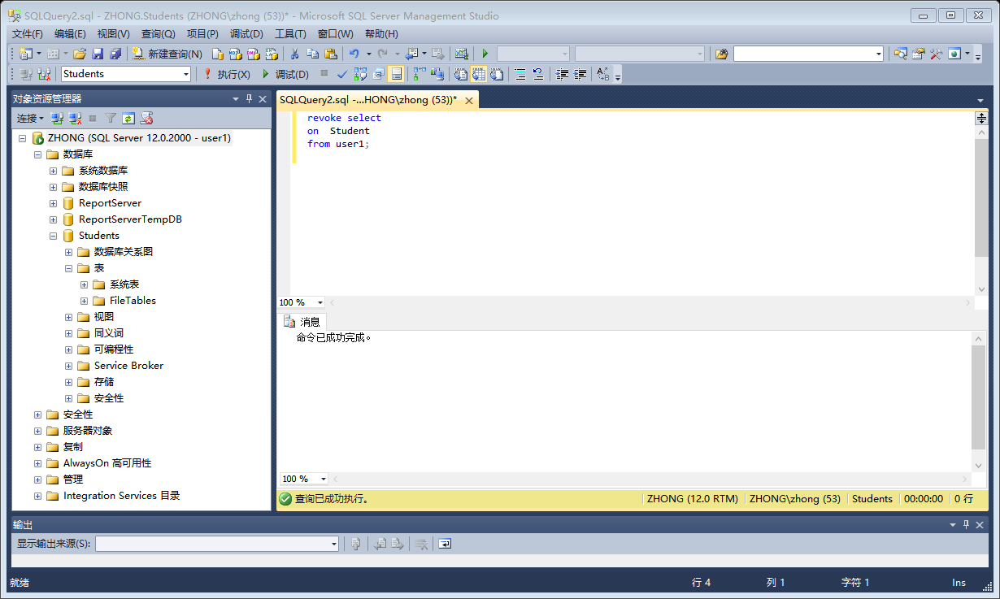 SQLQuery2.sql - ZHONG.Students (ZHONG\zhong (53))* - Microsoft SQL Server Management Studio
文件(F) 编辑(E) 视图(V) 查询(Q) 项目(P) 调试(D) 工具(T) 窗口(W) 帮助(H)
新建查询(N)
Students 执行(X) 调试(D)
对象资源管理器
连接
ZHONG (SQL Server 12.0.2000 - user1)
数据库
系统数据库
数据库快照
ReportServer
ReportServerTempDB
Students
数据库关系图
表
系统表
FileTables
视图
同义词
可编程性
Service Broker
存储
安全性
安全性
服务器对象
复制
AlwaysOn 高可用性
管理
Integration Services 目录
SQLQuery2.sql -...HONG\zhong (53))*
revoke select
on  Student
from user1;
100 %
消息
命令已成功完成。
100 %
查询已成功执行。 ZHONG (12.0 RTM) ZHONG\zhong (53) Students 00:00:00 0 行
输出
显示输出来源(S):
就绪 行 4 列 1 字符 1 Ins